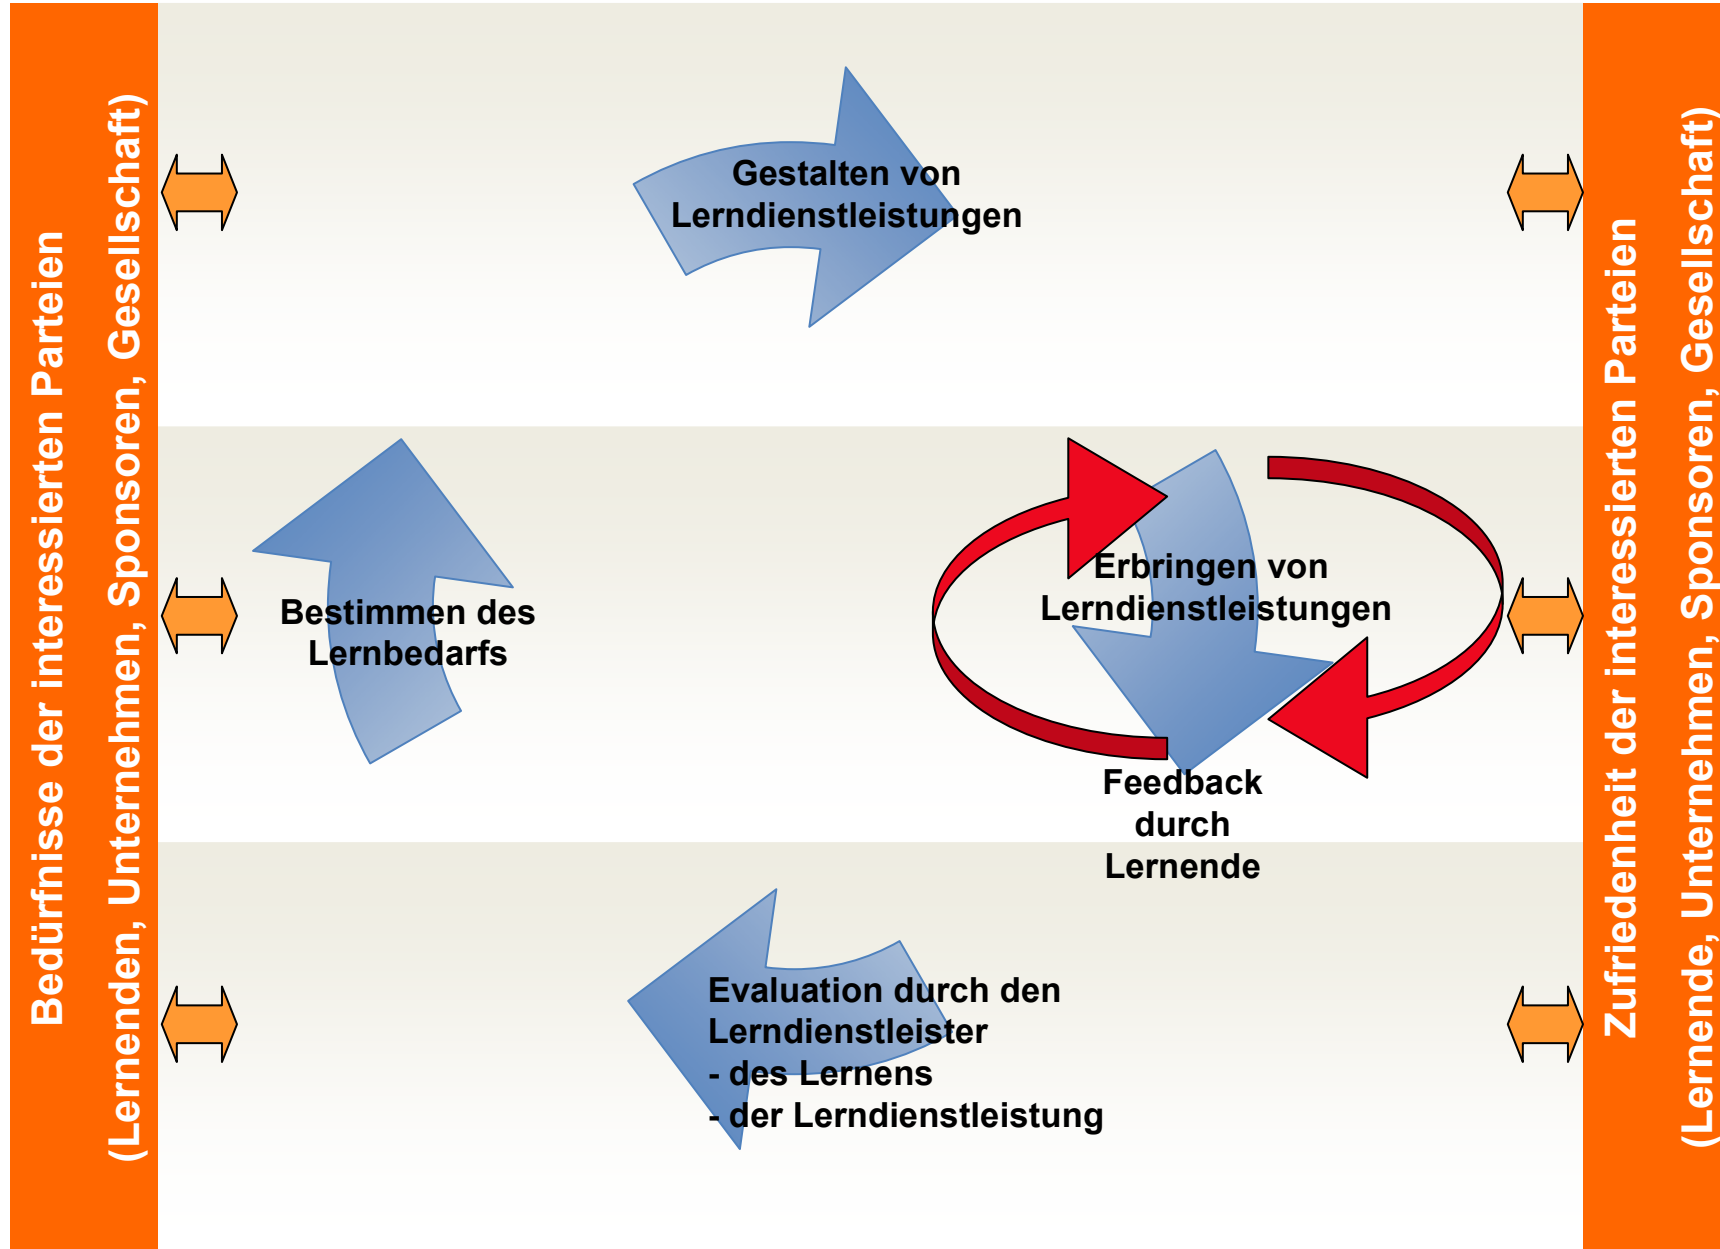 Bedürfnisse der interessierten Parteien
(Lernenden, Unternehmen, Sponsoren, Gesellschaft)
Gestalten von
Lerndienstleistungen
Bestimmen des
Lernbedarfs
Erbringen von
Lerndienstleistungen
Feedback
durch
Lernende
Evaluation durch den
Lerndienstleister
- des Lernens
- der Lerndienstleistung
Zufriedenheit der interessierten Parteien
(Lernende, Unternehmen, Sponsoren, Gesellschaft)